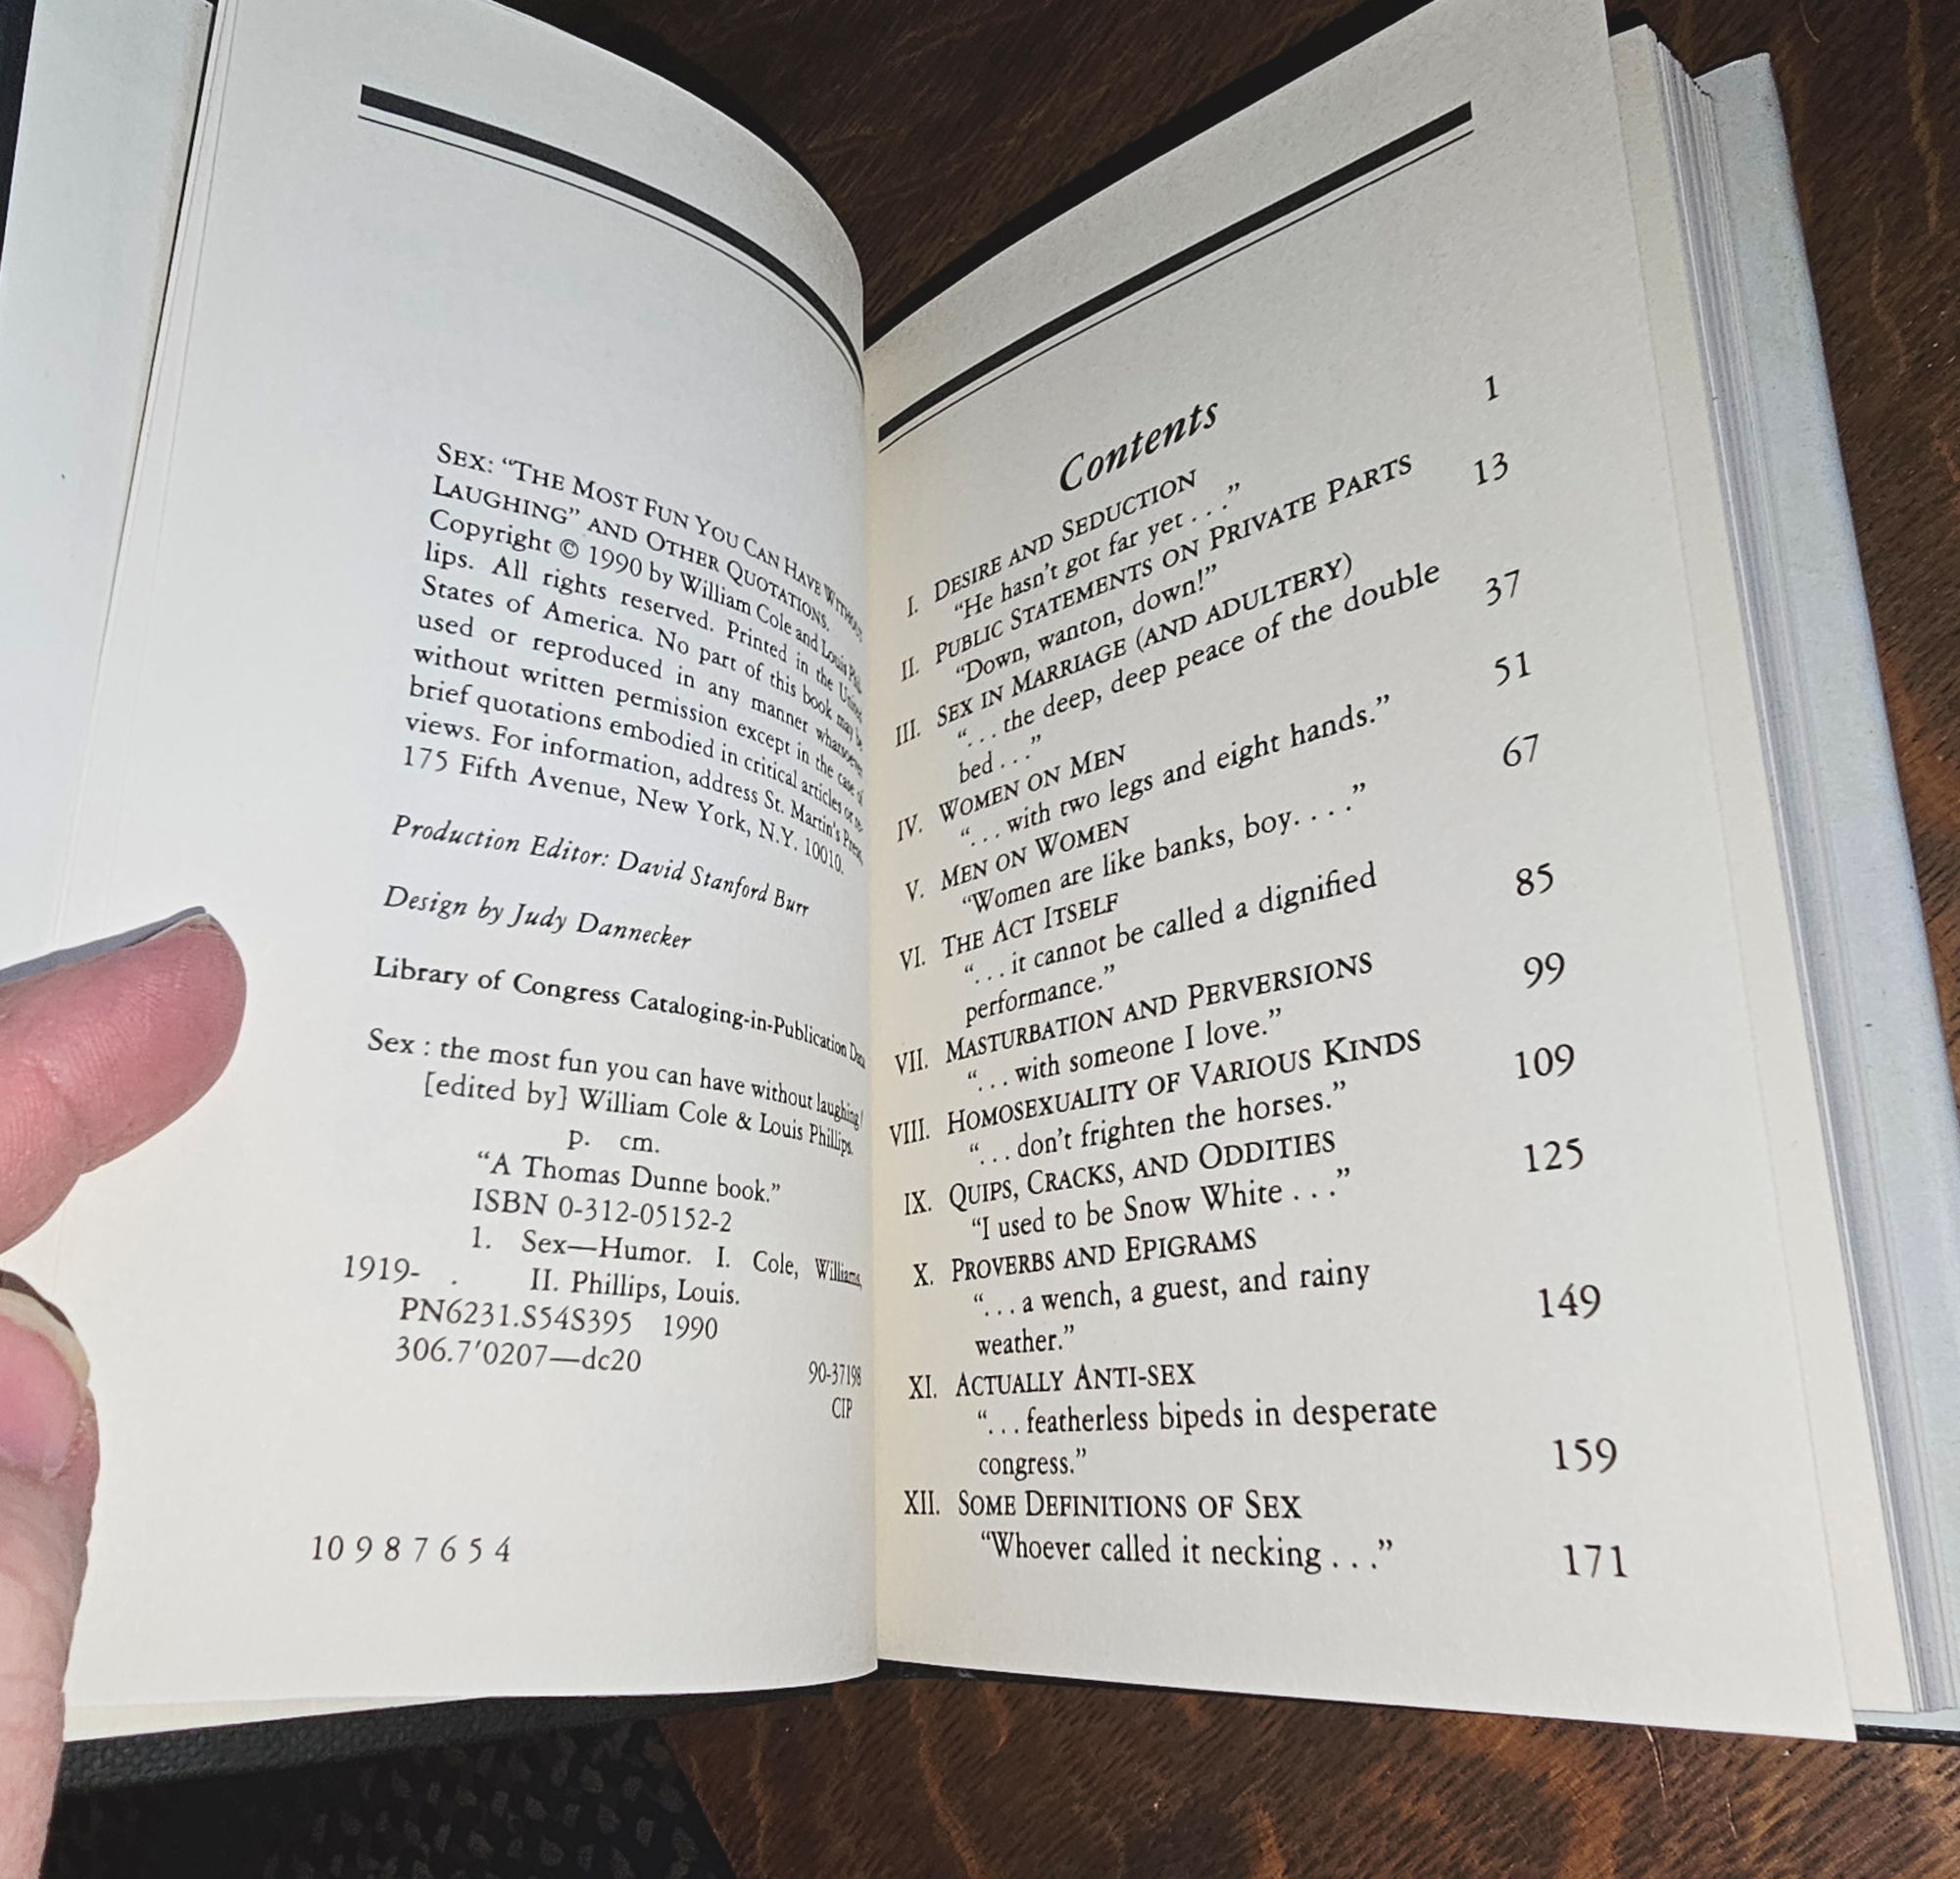 SEX: “THE MOST FUN YOU CAN HAVE WITHOUT
LAUGHING” AND OTHER QUOTATIONS.
Copyright © 1990 by William Cole and Louis Phil-
lips. All rights reserved. Printed in the United
States of America. No part of this book may be
used or reproduced in any manner whatsoever
without written permission except in the case of
brief quotations embodied in critical articles or re-
views. For information, address St. Martin's Press,
175 Fifth Avenue, New York, N.Y. 10010.
Production Editor: David Stanford Burr
Design by Judy Dannecker
Library of Congress Cataloging-in-Publication Data
Sex : the most fun you can have without laughing /
[edited by] William Cole & Louis Phillips.
p. cm.
“A Thomas Dunne book.”
ISBN 0-312-05152-2
1. Sex—Humor. I. Cole, William,
1919- . II. Phillips, Louis.
PN6231.S54S395 1990
306.7'0207—dc20
90-37198
CIP
10 9 8 7 6 5 4
Contents
I. DESIRE AND SEDUCTION 1
“He hasn't got far yet . . .”
II. PUBLIC STATEMENTS ON PRIVATE PARTS 13
“Down, wanton, down!”
III. SEX IN MARRIAGE (AND ADULTERY) 37
“. . . the deep, deep peace of the double
bed . . .”
IV. WOMEN ON MEN 51
“. . . with two legs and eight hands.”
V. MEN ON WOMEN 67
“Women are like banks, boy. . . .”
VI. THE ACT ITSELF 85
“. . . it cannot be called a dignified
performance.”
VII. MASTURBATION AND PERVERSIONS 99
“. . . with someone I love.”
VIII. HOMOSEXUALITY OF VARIOUS KINDS 109
“. . . don't frighten the horses.”
IX. QUIPS, CRACKS, AND ODDITIES 125
“I used to be Snow White . . .”
X. PROVERBS AND EPIGRAMS 149
“. . . a wench, a guest, and rainy
weather.”
XI. ACTUALLY ANTI-SEX 159
“. . . featherless bipeds in desperate
congress.”
XII. SOME DEFINITIONS OF SEX 171
“Whoever called it necking . . .”